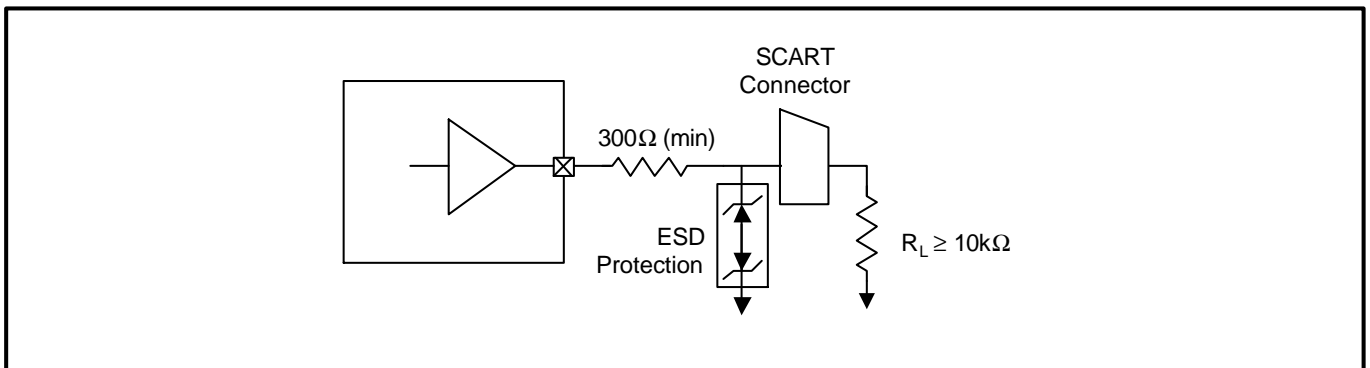 SCART
Connector
300Ω (min)
ESD
Protection
R_L ≥ 10kΩ